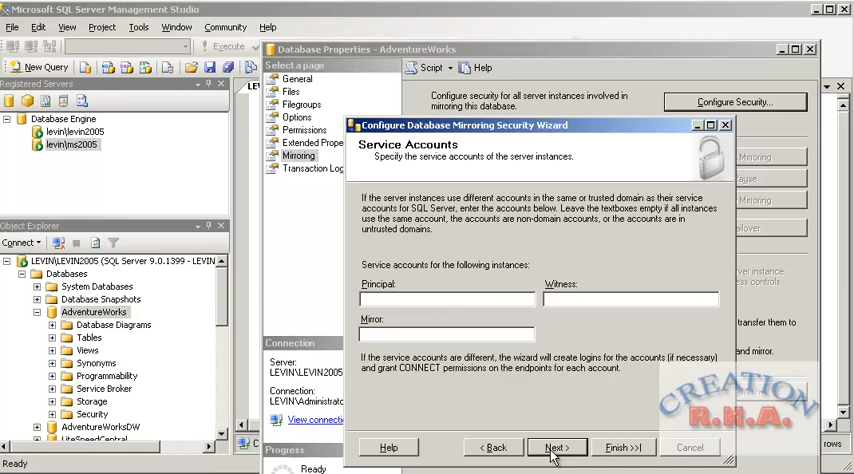 Microsoft SQL Server Management Studio
File Edit View Project Tools Window Community Help
Execute
New Query
Registered Servers
Database Engine
levin\levin2005
levin\ms2005
Object Explorer
Connect
LEVIN\LEVIN2005 (SQL Server 9.0.1399 - LEVIN
Databases
System Databases
Database Snapshots
AdventureWorks
Database Diagrams
Tables
Views
Synonyms
Programmability
Service Broker
Storage
Security
AdventureWorksDW
LiteSpeedCentral
Ready
Database Properties - AdventureWorks
Select a page
General
Files
Filegroups
Options
Permissions
Extended Prope
Mirroring
Transaction Log
Connection
Server:
LEVIN\LEVIN2005
Connection:
LEVIN\Administrato
View connecti
Progress
Ready
Script Help
Configure security for all server instances involved in
mirroring this database.
Configure Security...
Mirroring
Pause
Mirroring
ailover
er instance.
ess controls
transfer them to
nd mirror.
rows
Configure Database Mirroring Security Wizard
Service Accounts
Specify the service accounts of the server instances.
If the server instances use different accounts in the same or trusted domain as their service
accounts for SQL Server, enter the accounts below. Leave the textboxes empty if all instances
use the same account, the accounts are non-domain accounts, or the accounts are in
untrusted domains.
Service accounts for the following instances:
Principal: Witness:
Mirror:
If the service accounts are different, the wizard will create logins for the accounts (if necessary)
and grant CONNECT permissions on the endpoints for each account.
Help < Back Next > Finish >>| Cancel
CREATION
R.H.A.